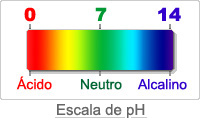 0 7 14
Ácido Neutro Alcalino
Escala de pH